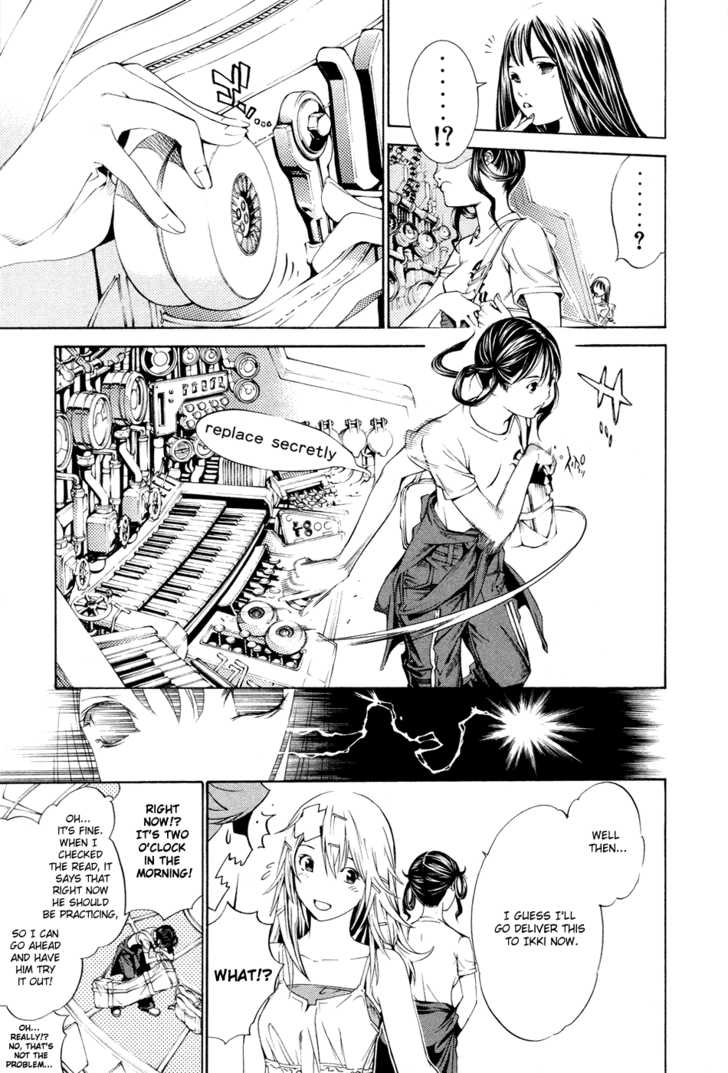 ......!?
......?
replace secretly
WELL
THEN...
I GUESS I'LL
GO DELIVER THIS
TO IKKI NOW.
WHAT!?
RIGHT
NOW!?
IT'S TWO
O'CLOCK
IN THE
MORNING!
OH...
IT'S FINE.
WHEN I
CHECKED
THE READ, IT
SAYS THAT
RIGHT NOW
HE SHOULD
BE PRACTICING,
SO I CAN
GO AHEAD
AND HAVE
HIM TRY
IT OUT!
OH...
REALLY!?
NO, THAT'S
NOT THE
PROBLEM...